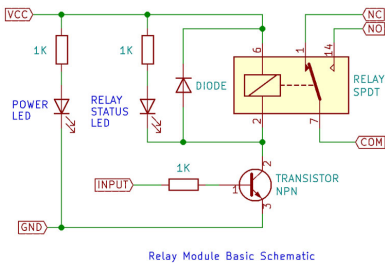 VCC
NC
NO
1K
1K
6
1
14
DIODE
RELAY
SPDT
POWER
LED
RELAY
STATUS
LED
2
7
COM
1K
2
TRANSISTOR
NPN
INPUT
1
3
GND
Relay Module Basic Schematic